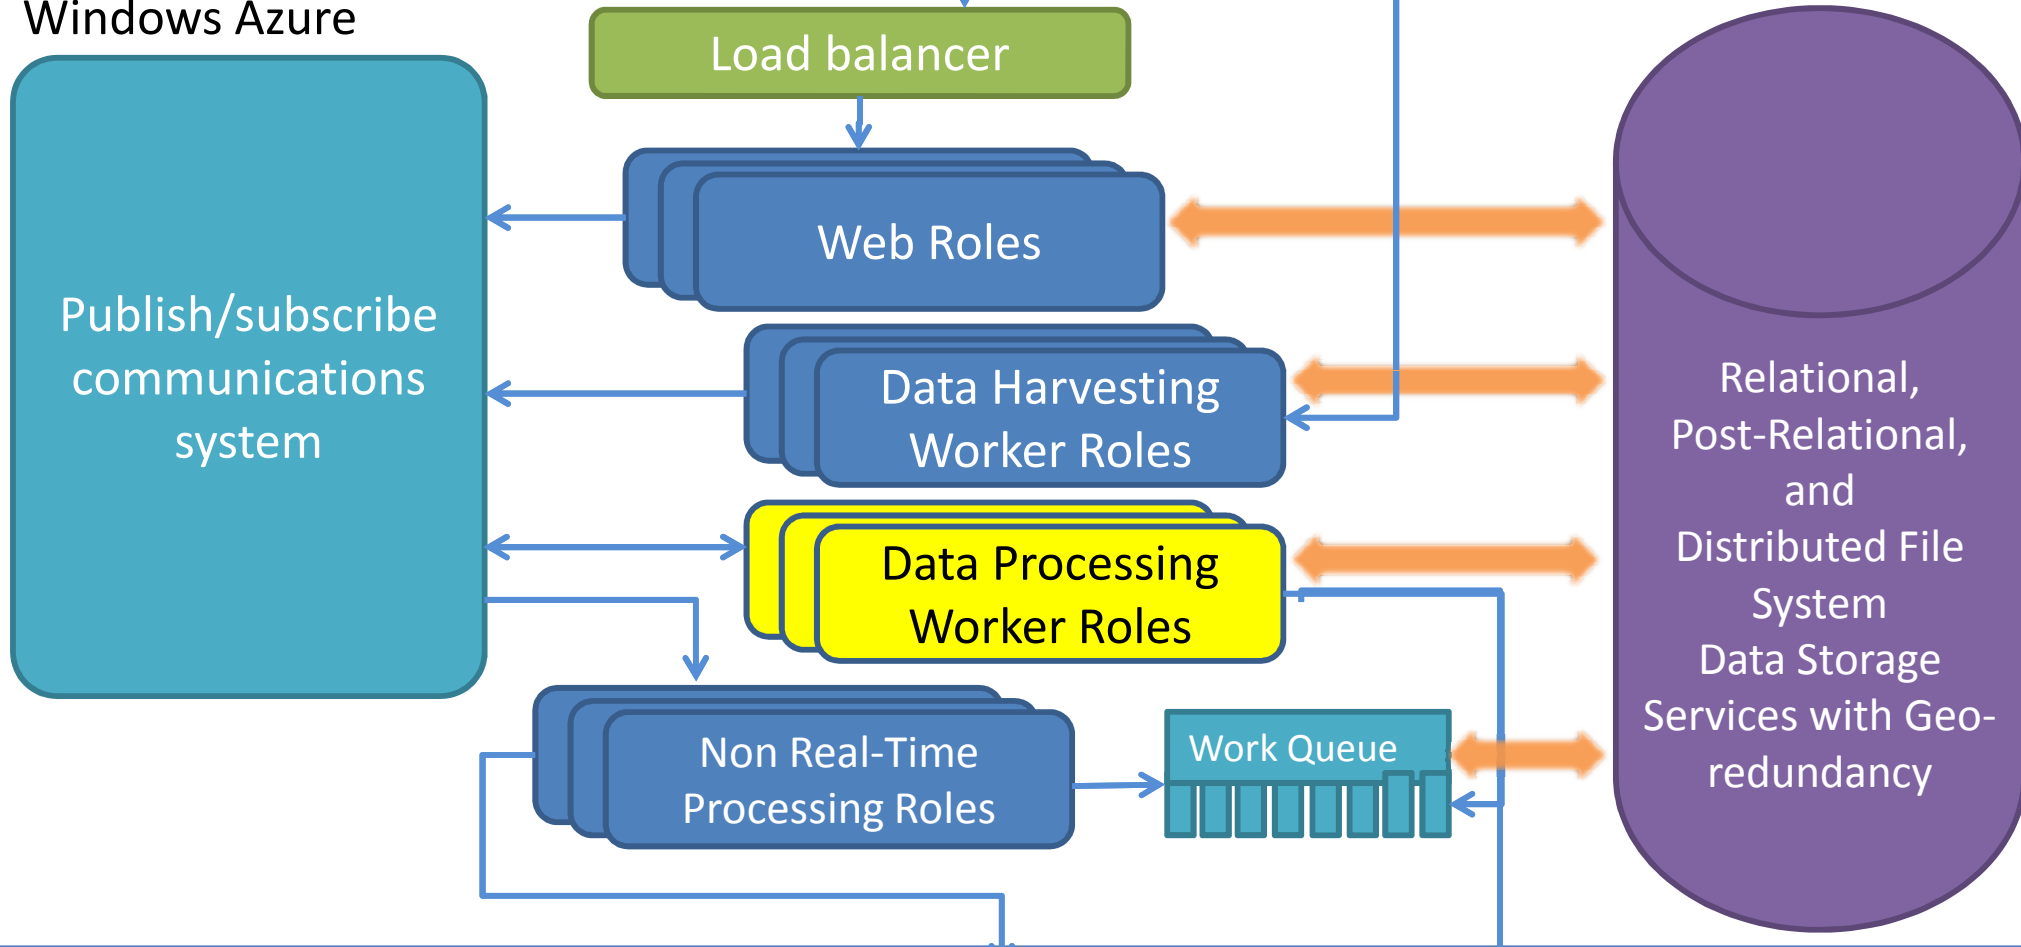 Windows Azure
Load balancer
Web Roles
Publish/subscribe
communications
system
Data Harvesting
Worker Roles
Data Processing
Worker Roles
Non Real-Time
Processing Roles
Work Queue
Relational,
Post-Relational,
and
Distributed File
System
Data Storage
Services with Geo-
redundancy